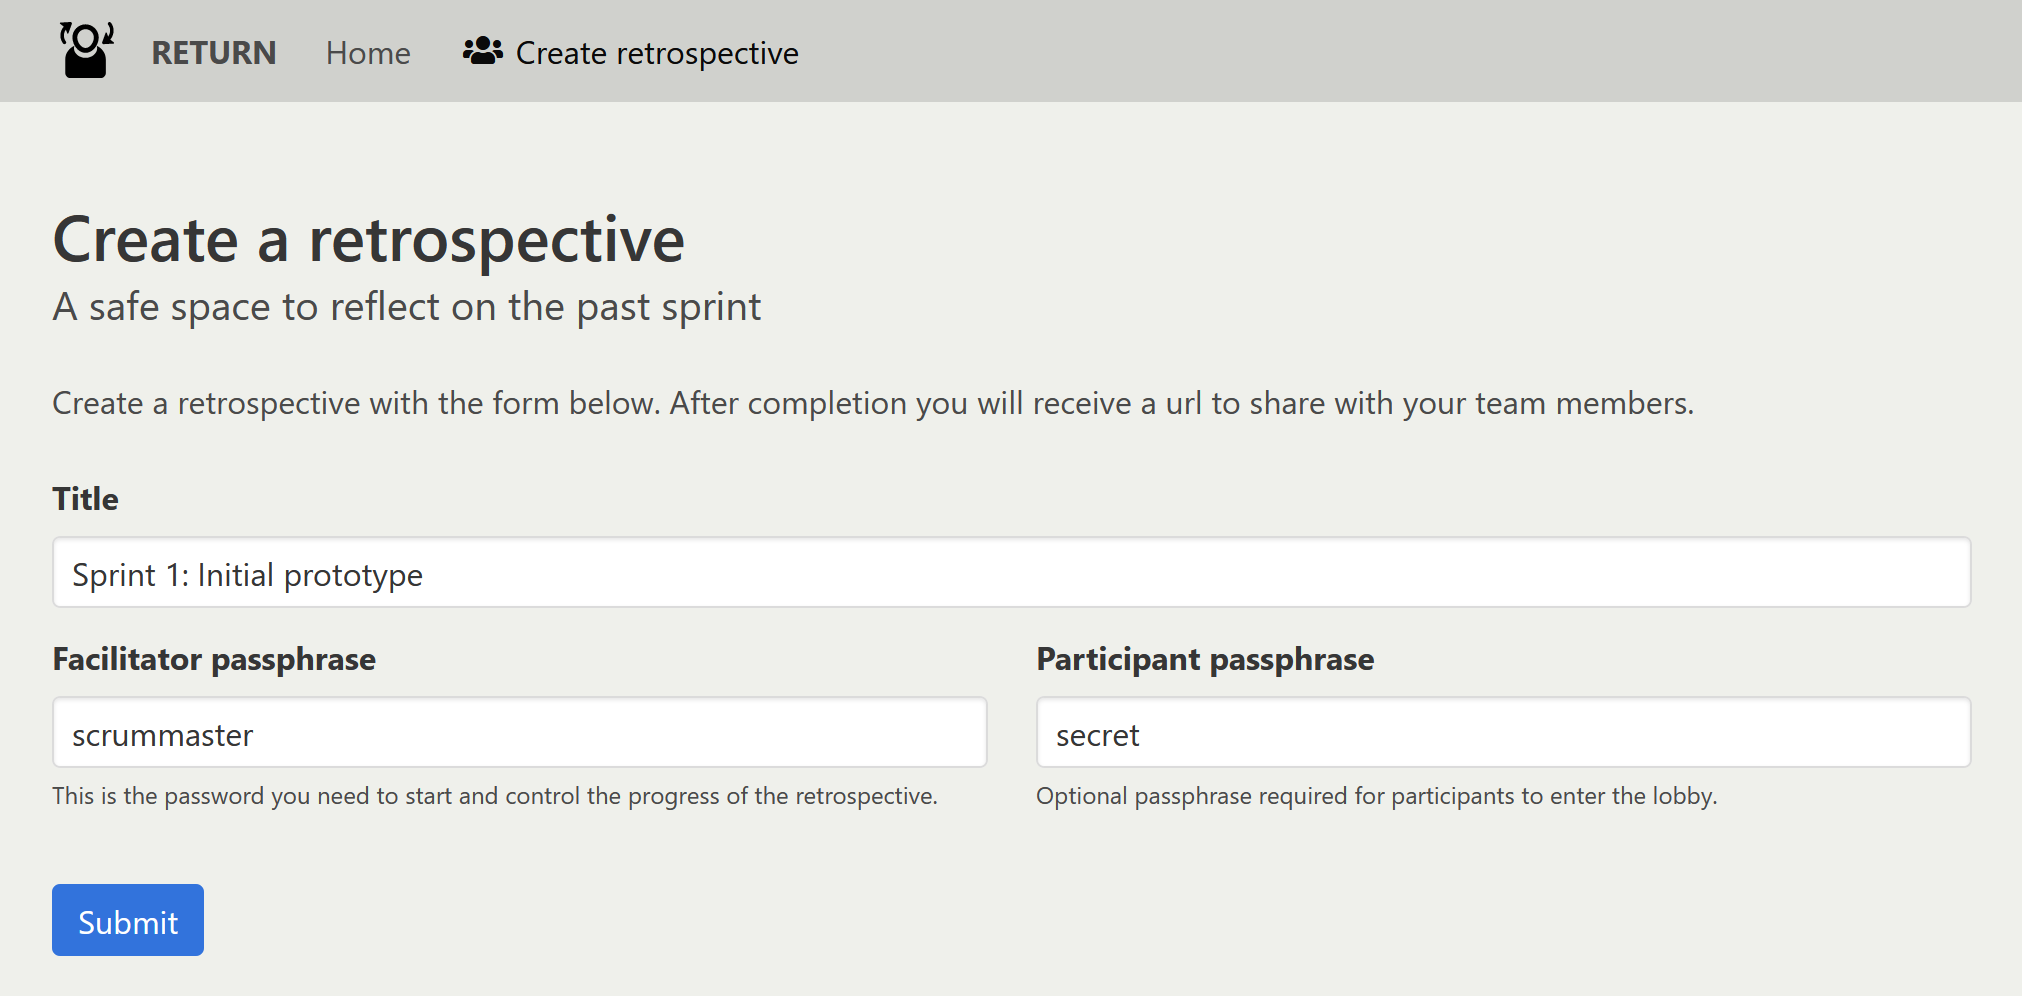 RETURN Home Create retrospective
Create a retrospective
A safe space to reflect on the past sprint
Create a retrospective with the form below. After completion you will receive a url to share with your team members.
Title
Sprint 1: Initial prototype
Facilitator passphrase Participant passphrase
scrummaster secret
This is the password you need to start and control the progress of the retrospective. Optional passphrase required for participants to enter the lobby.
Submit